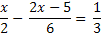 x/2 − (2x − 5)/6 = 1/3